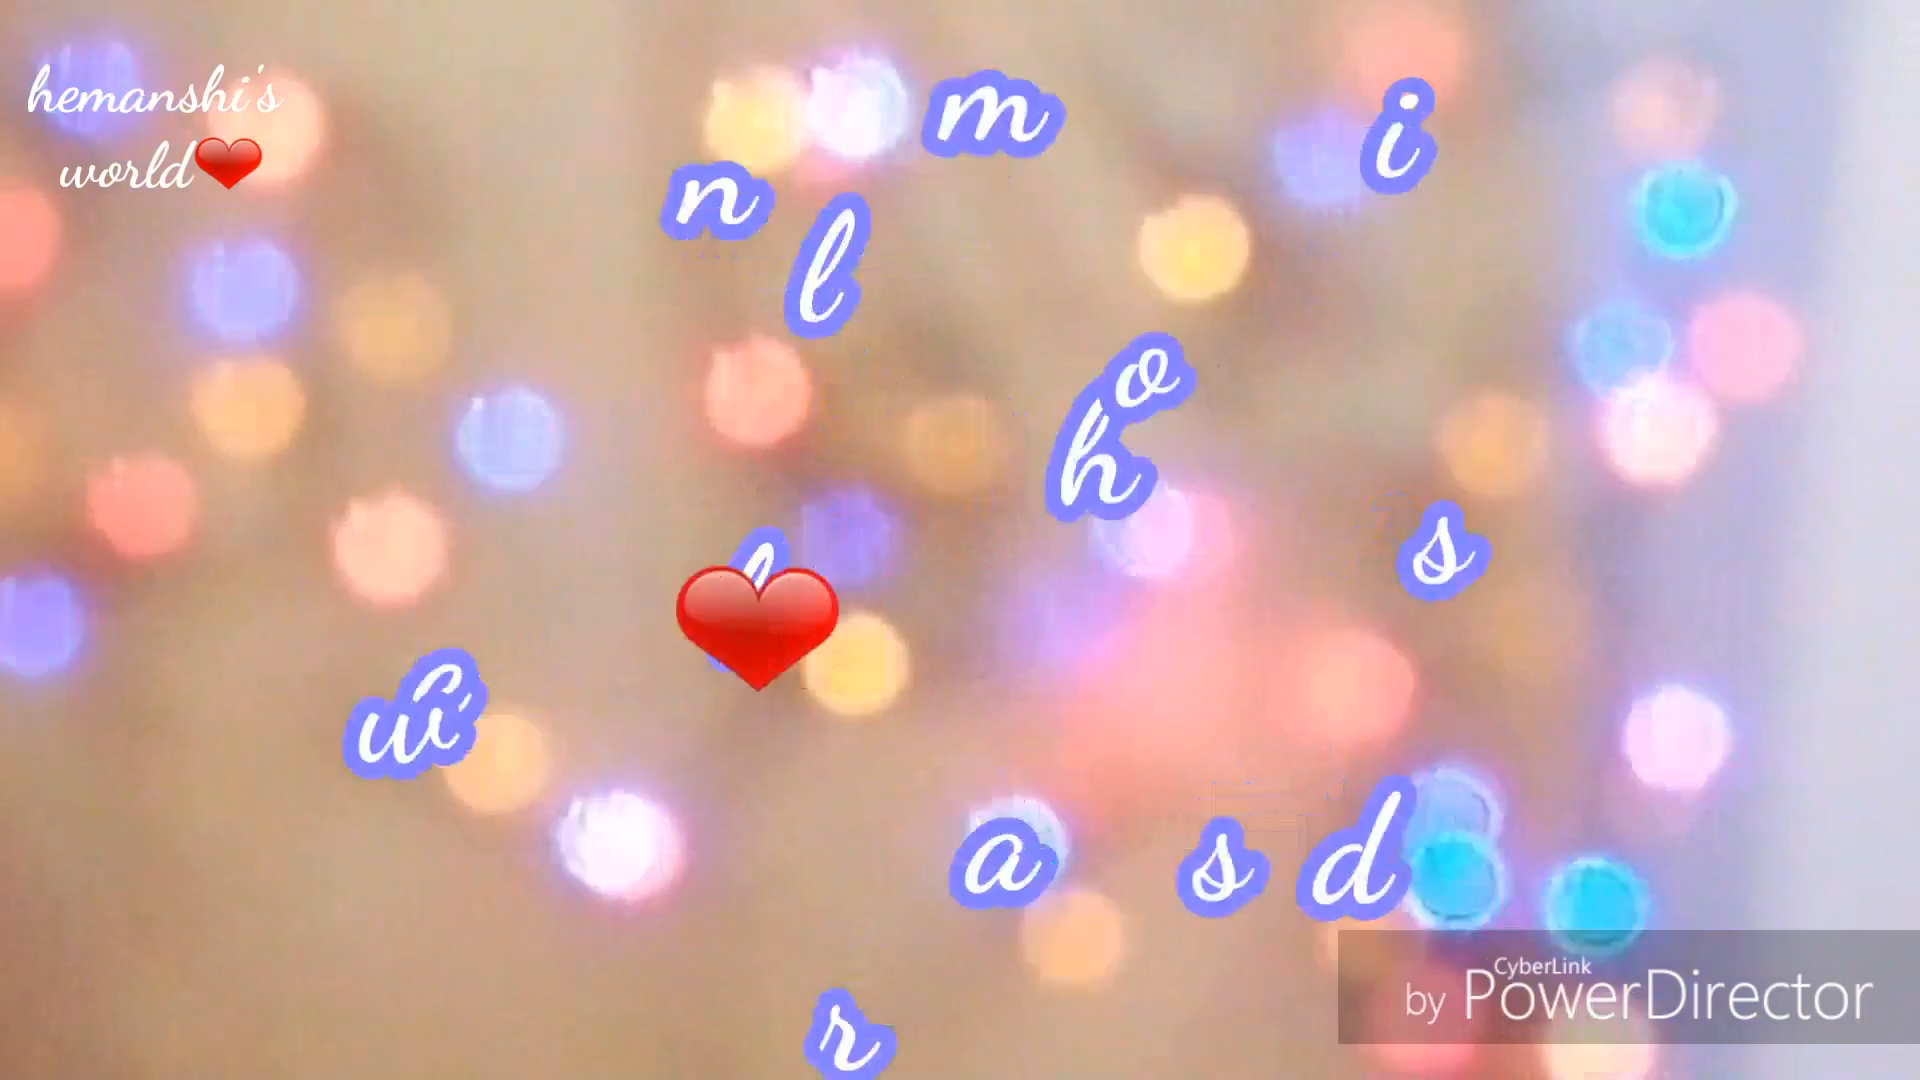 hemanshi's
world❤
m
i
n
l
o
h
s
w
a
s
d
r
CyberLink
by PowerDirector